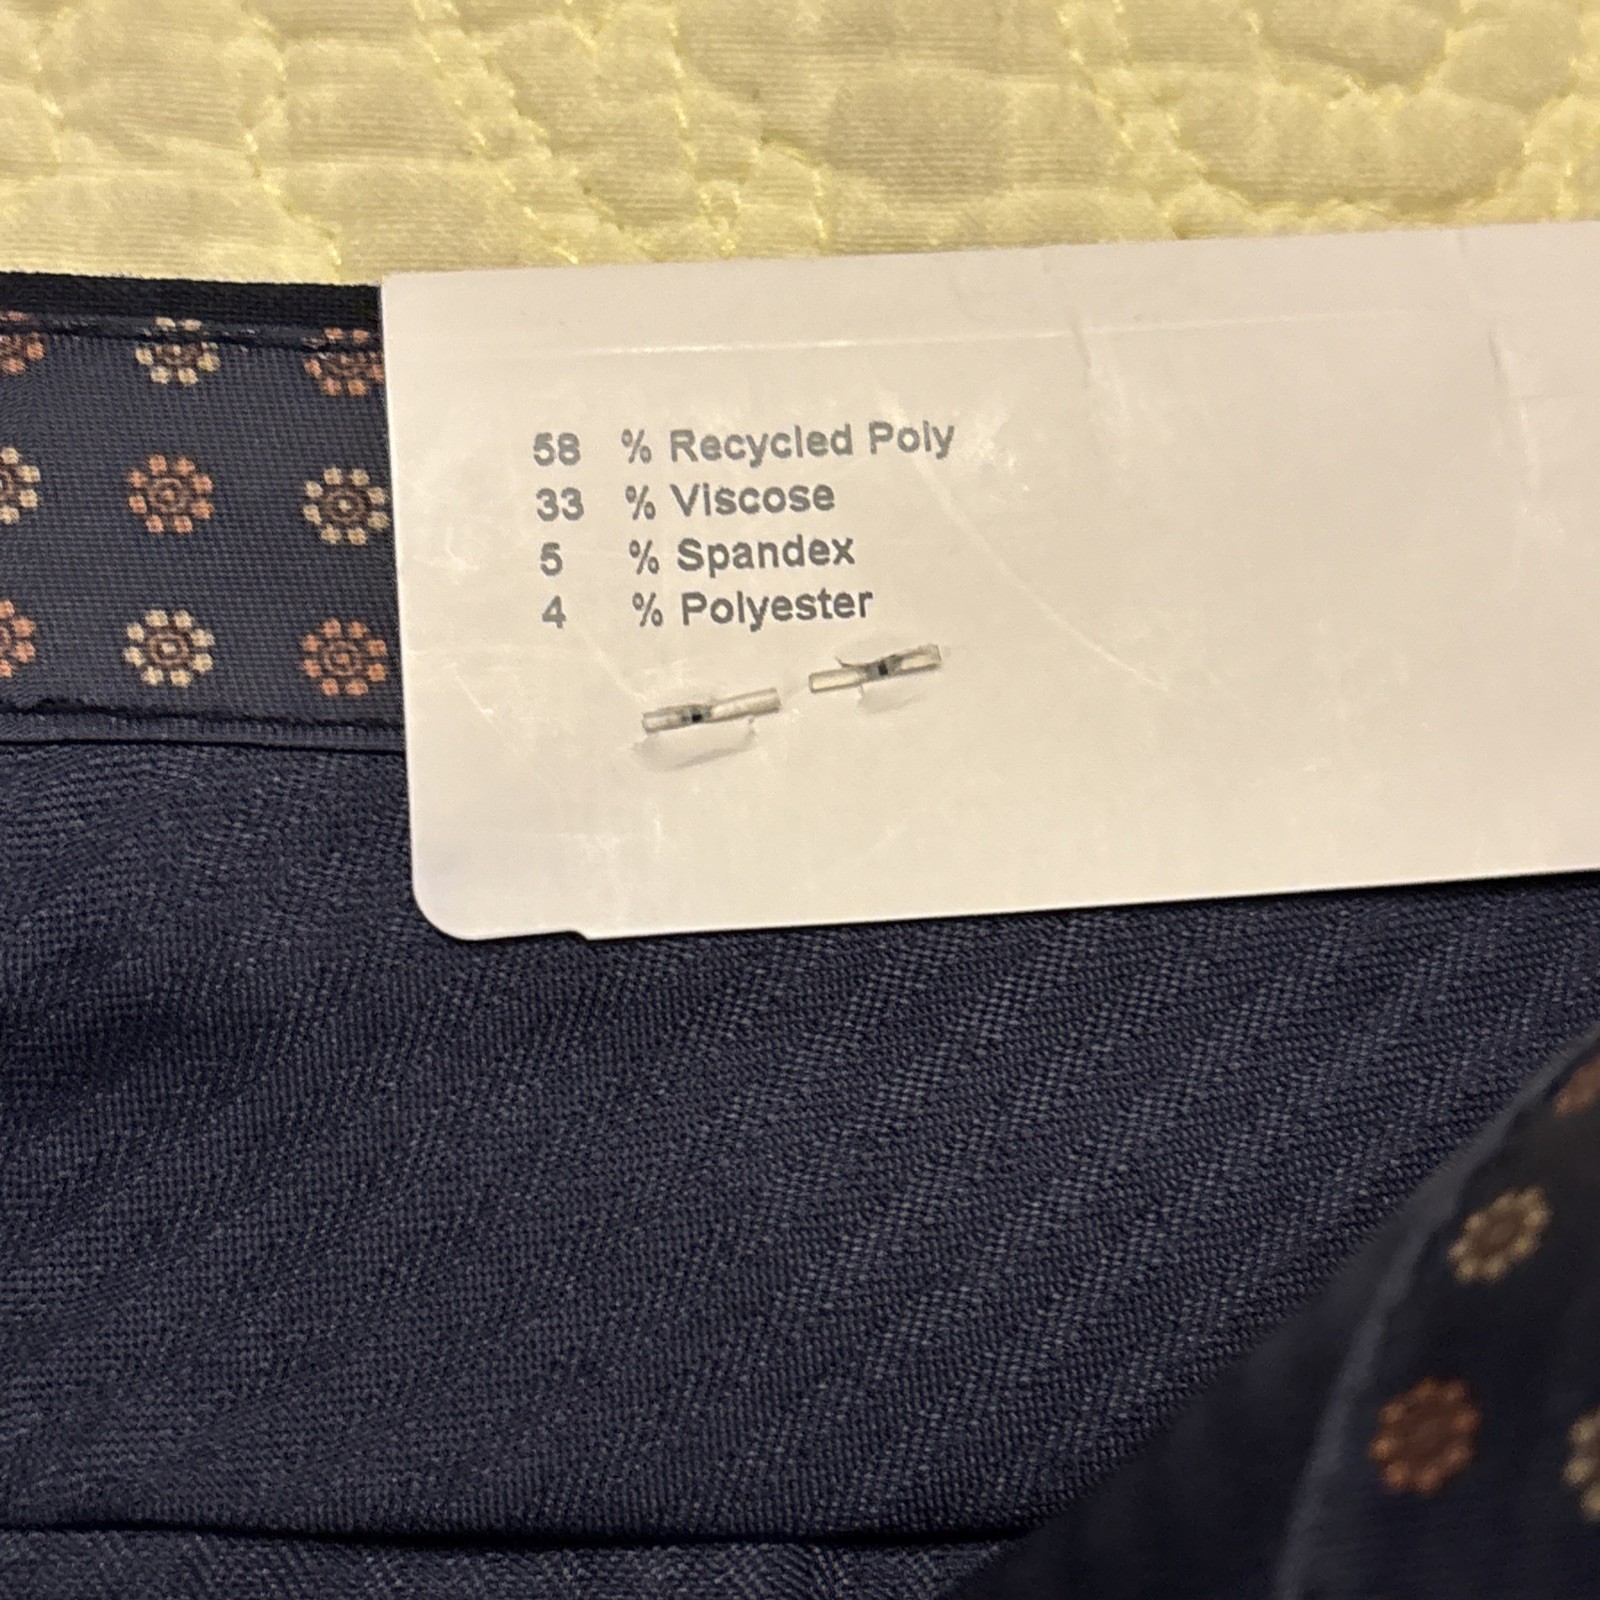 58 % Recycled Poly
33 % Viscose
5 % Spandex
4 % Polyester